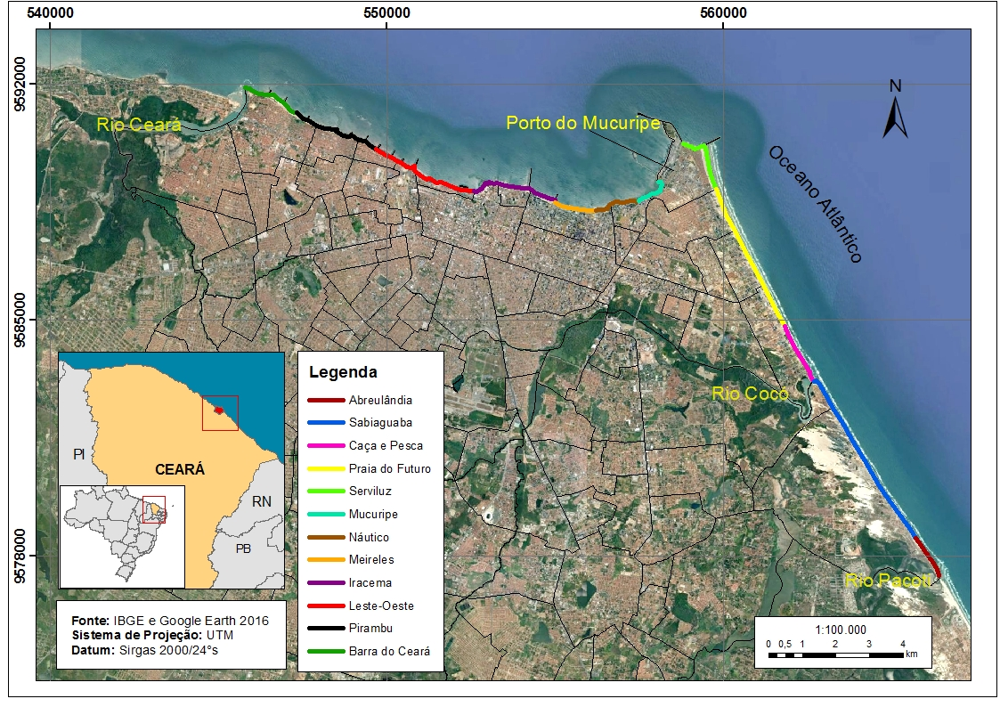 540000
550000
560000
9592000
9585000
9578000
N
Rio Ceará
Porto do Mucuripe
Oceano Atlântico
Rio Cocó
Rio Pacoti
PI
CEARÁ
RN
PB
Legenda
Abreulândia
Sabiaguaba
Caça e Pesca
Praia do Futuro
Serviluz
Mucuripe
Náutico
Meireles
Iracema
Leste-Oeste
Pirambu
Barra do Ceará
Fonte: IBGE e Google Earth 2016
Sistema de Projeção: UTM
Datum: Sirgas 2000/24°s
1:100.000
0 0,5 1 2 3 4
km